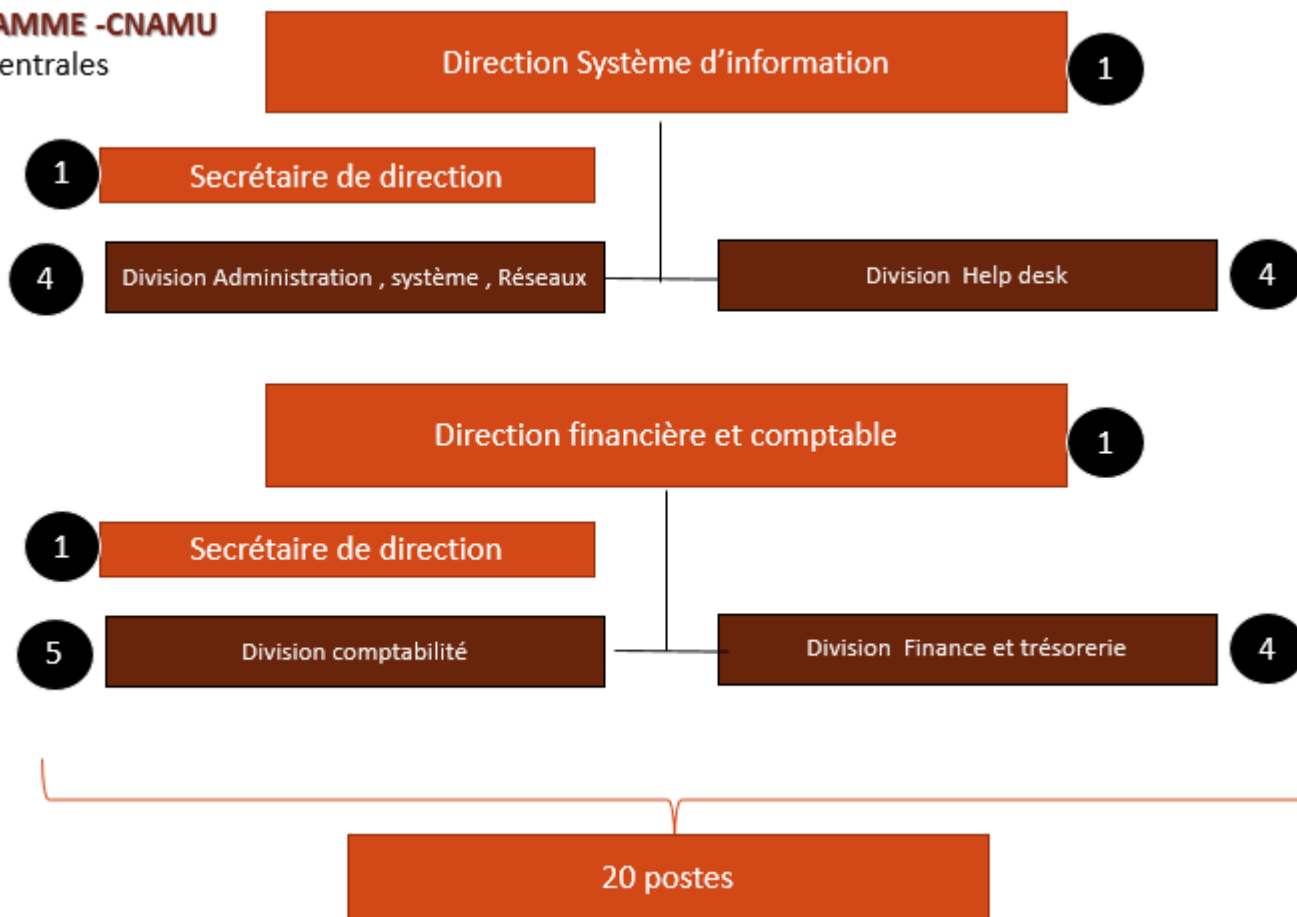 AMME -CNAMU
entrales
Direction Système d'information
1
1
Secrétaire de direction
4
Division Administration , système , Réseaux
Division Help desk
4
Direction financière et comptable
1
1
Secrétaire de direction
5
Division comptabilité
Division Finance et trésorerie
4
20 postes